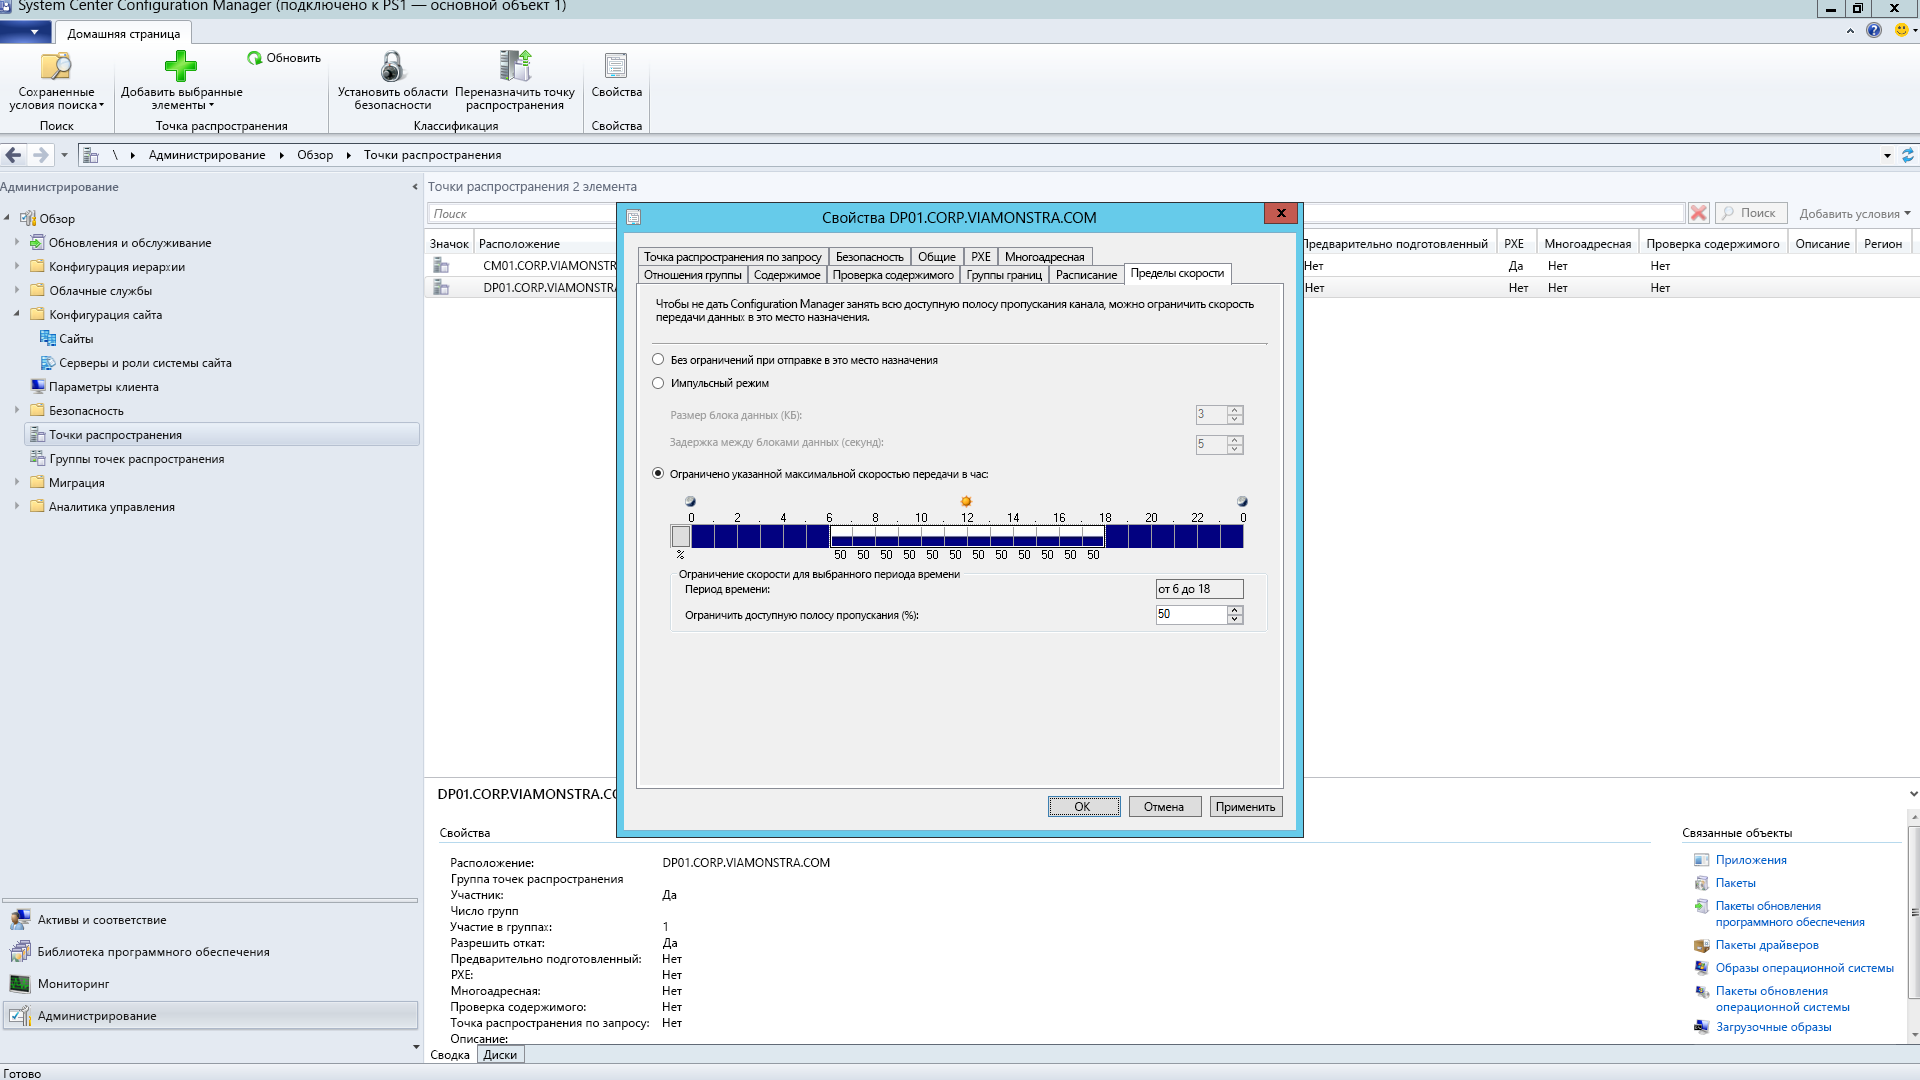 System Center Configuration Manager (подключено к PS1 — основной объект 1)
Домашняя страница
Сохраненные условия поиска
Добавить выбранные элементы
Обновить
Установить области безопасности
Переназначить точку распространения
Свойства
Поиск
Точка распространения
Классификация
Свойства
\ Администрирование Обзор Точки распространения
Администрирование
Обзор
Обновления и обслуживание
Конфигурация иерархии
Облачные службы
Конфигурация сайта
Сайты
Серверы и роли системы сайта
Параметры клиента
Безопасность
Точки распространения
Группы точек распространения
Миграция
Аналитика управления
Активы и соответствие
Библиотека программного обеспечения
Мониторинг
Администрирование
Готово
Точки распространения 2 элемента
Поиск
Поиск
Добавить условия
Значок Расположение Предварительно подготовленный PXE Многоадресная Проверка содержимого Описание Регион
CM01.CORP.VIAMONSTR Нет Да Нет Нет
DP01.CORP.VIAMONSTRA Нет Нет Нет Нет
Свойства DP01.CORP.VIAMONSTRA.COM
x
Точка распространения по запросу Безопасность Общие PXE Многоадресная
Отношения группы Содержимое Проверка содержимого Группы границ Расписание Пределы скорости
Чтобы не дать Configuration Manager занять всю доступную полосу пропускания канала, можно ограничить скорость
передачи данных в это место назначения.
Без ограничений при отправке в это место назначения
Импульсный режим
Размер блока данных (КБ): 3
Задержка между блоками данных (секунд): 5
Ограничено указанной максимальной скоростью передачи в час:
0 . 2 . 4 . 6 . 8 . 10 . 12 . 14 . 16 . 18 . 20 . 22 . 0
% 50 50 50 50 50 50 50 50 50 50 50 50
Ограничение скорости для выбранного периода времени
Период времени: от 6 до 18
Ограничить доступную полосу пропускания (%): 50
OK Отмена Применить
DP01.CORP.VIAMONSTRA.CO
Свойства
Расположение: DP01.CORP.VIAMONSTRA.COM
Группа точек распространения
Участник: Да
Число групп
Участие в группах: 1
Разрешить откат: Да
Предварительно подготовленный: Нет
PXE: Нет
Многоадресная: Нет
Проверка содержимого: Нет
Точка распространения по запросу: Нет
Описание:
Сводка Диски
Связанные объекты
Приложения
Пакеты
Пакеты обновления
программного обеспечения
Пакеты драйверов
Образы операционной системы
Пакеты обновления
операционной системы
Загрузочные образы